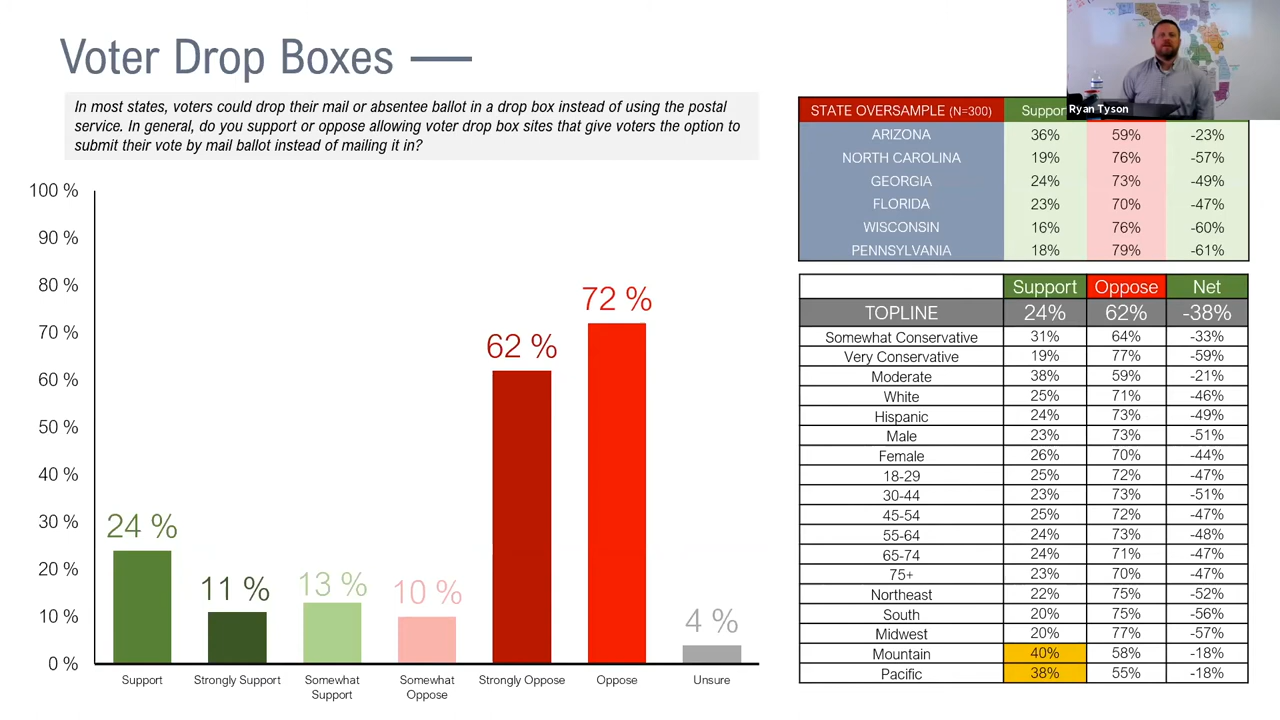 Voter Drop Boxes —
In most states, voters could drop their mail or absentee ballot in a drop box instead of using the postal
service. In general, do you support or oppose allowing voter drop box sites that give voters the option to
submit their vote by mail ballot instead of mailing it in?
100 %
90 %
80 %
70 %
60 %
50 %
40 %
30 %
20 %
10 %
0 %
24 %
11 %
13 %
10 %
62 %
72 %
4 %
Support
Strongly Support
Somewhat
Support
Somewhat
Oppose
Strongly Oppose
Oppose
Unsure
Ryan Tyson
STATE OVERSAMPLE (N=300) Suppor
ARIZONA 36% 59% -23%
NORTH CAROLINA 19% 76% -57%
GEORGIA 24% 73% -49%
FLORIDA 23% 70% -47%
WISCONSIN 16% 76% -60%
PENNSYLVANIA 18% 79% -61%
Support Oppose Net
TOPLINE 24% 62% -38%
Somewhat Conservative 31% 64% -33%
Very Conservative 19% 77% -59%
Moderate 38% 59% -21%
White 25% 71% -46%
Hispanic 24% 73% -49%
Male 23% 73% -51%
Female 26% 70% -44%
18-29 25% 72% -47%
30-44 23% 73% -51%
45-54 25% 72% -47%
55-64 24% 73% -48%
65-74 24% 71% -47%
75+ 23% 70% -47%
Northeast 22% 75% -52%
South 20% 75% -56%
Midwest 20% 77% -57%
Mountain 40% 58% -18%
Pacific 38% 55% -18%